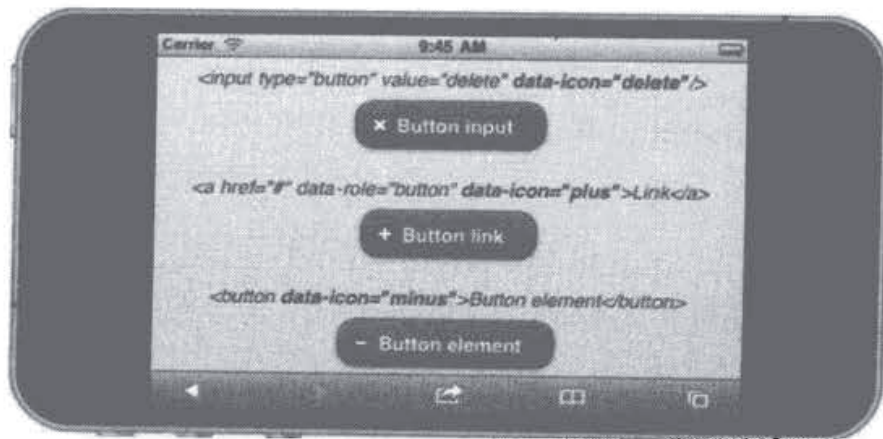 Carrier 9:45 AM
<input type="button" value="delete" data-icon="delete"/>
× Button input
<a href="#" data-role="button" data-icon="plus">Link</a>
+ Button link
<button data-icon="minus">Button element</button>
− Button element